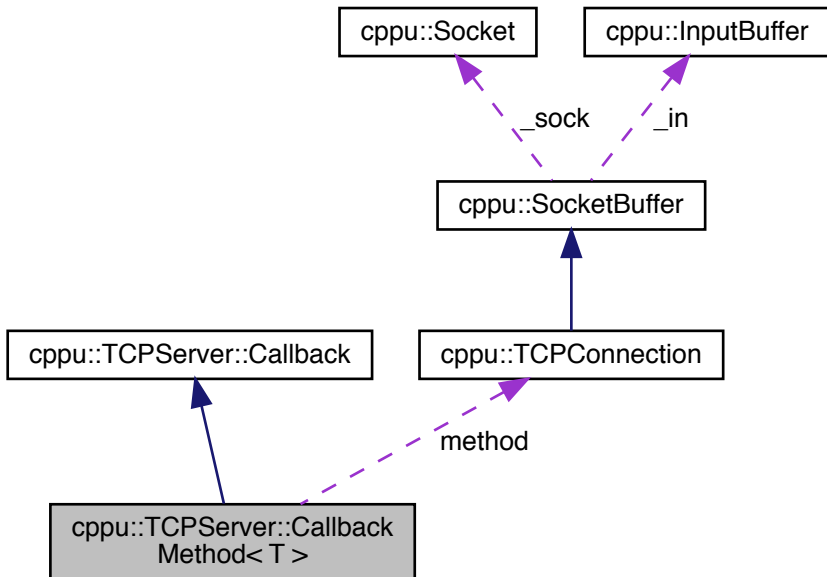 cppu::Socket
cppu::InputBuffer
_sock
_in
cppu::SocketBuffer
cppu::TCPServer::Callback
cppu::TCPConnection
method
cppu::TCPServer::Callback
Method< T >